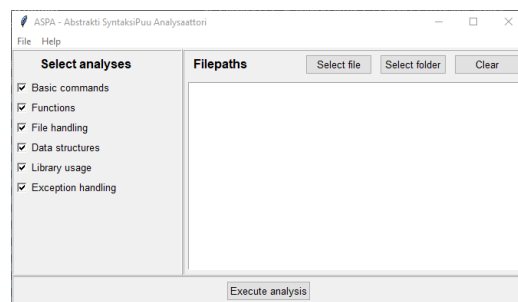 ASPA - Abstrakti SyntaksiPuu Analysaattori
File Help
Select analyses
Basic commands
Functions
File handling
Data structures
Library usage
Exception handling
Filepaths Select file Select folder Clear
Execute analysis